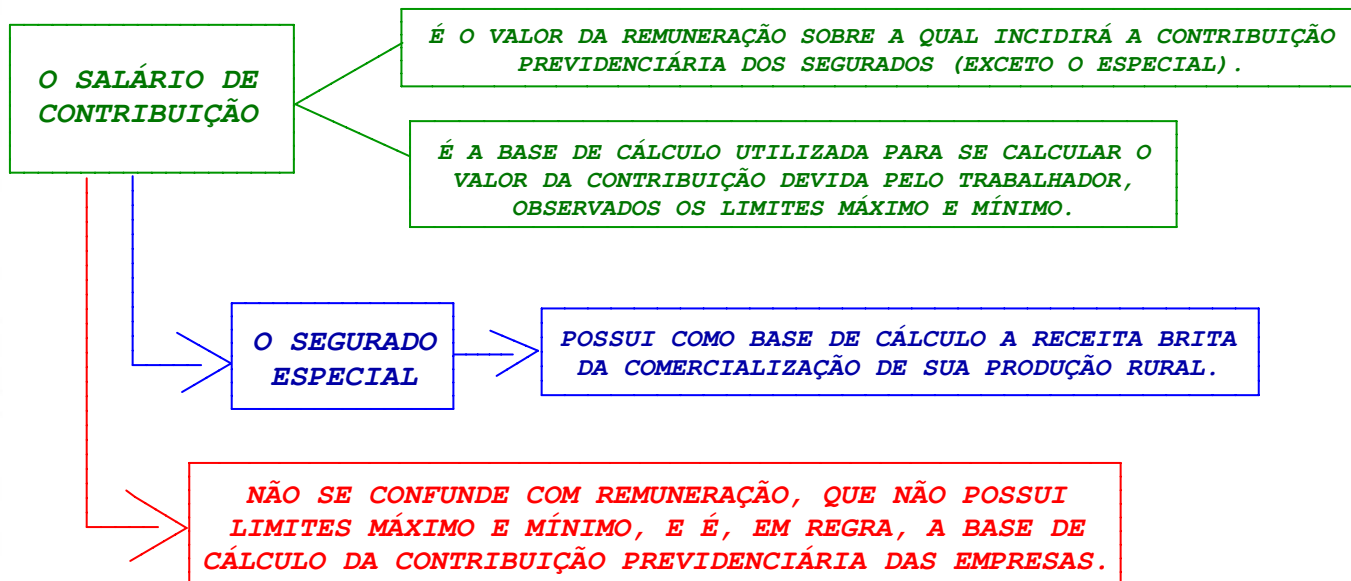 O SALÁRIO DE
CONTRIBUIÇÃO
É O VALOR DA REMUNERAÇÃO SOBRE A QUAL INCIDIRÁ A CONTRIBUIÇÃO
PREVIDENCIÁRIA DOS SEGURADOS (EXCETO O ESPECIAL).
É A BASE DE CÁLCULO UTILIZADA PARA SE CALCULAR O
VALOR DA CONTRIBUIÇÃO DEVIDA PELO TRABALHADOR,
OBSERVADOS OS LIMITES MÁXIMO E MÍNIMO.
O SEGURADO
ESPECIAL
POSSUI COMO BASE DE CÁLCULO A RECEITA BRITA
DA COMERCIALIZAÇÃO DE SUA PRODUÇÃO RURAL.
NÃO SE CONFUNDE COM REMUNERAÇÃO, QUE NÃO POSSUI
LIMITES MÁXIMO E MÍNIMO, E É, EM REGRA, A BASE DE
CÁLCULO DA CONTRIBUIÇÃO PREVIDENCIÁRIA DAS EMPRESAS.